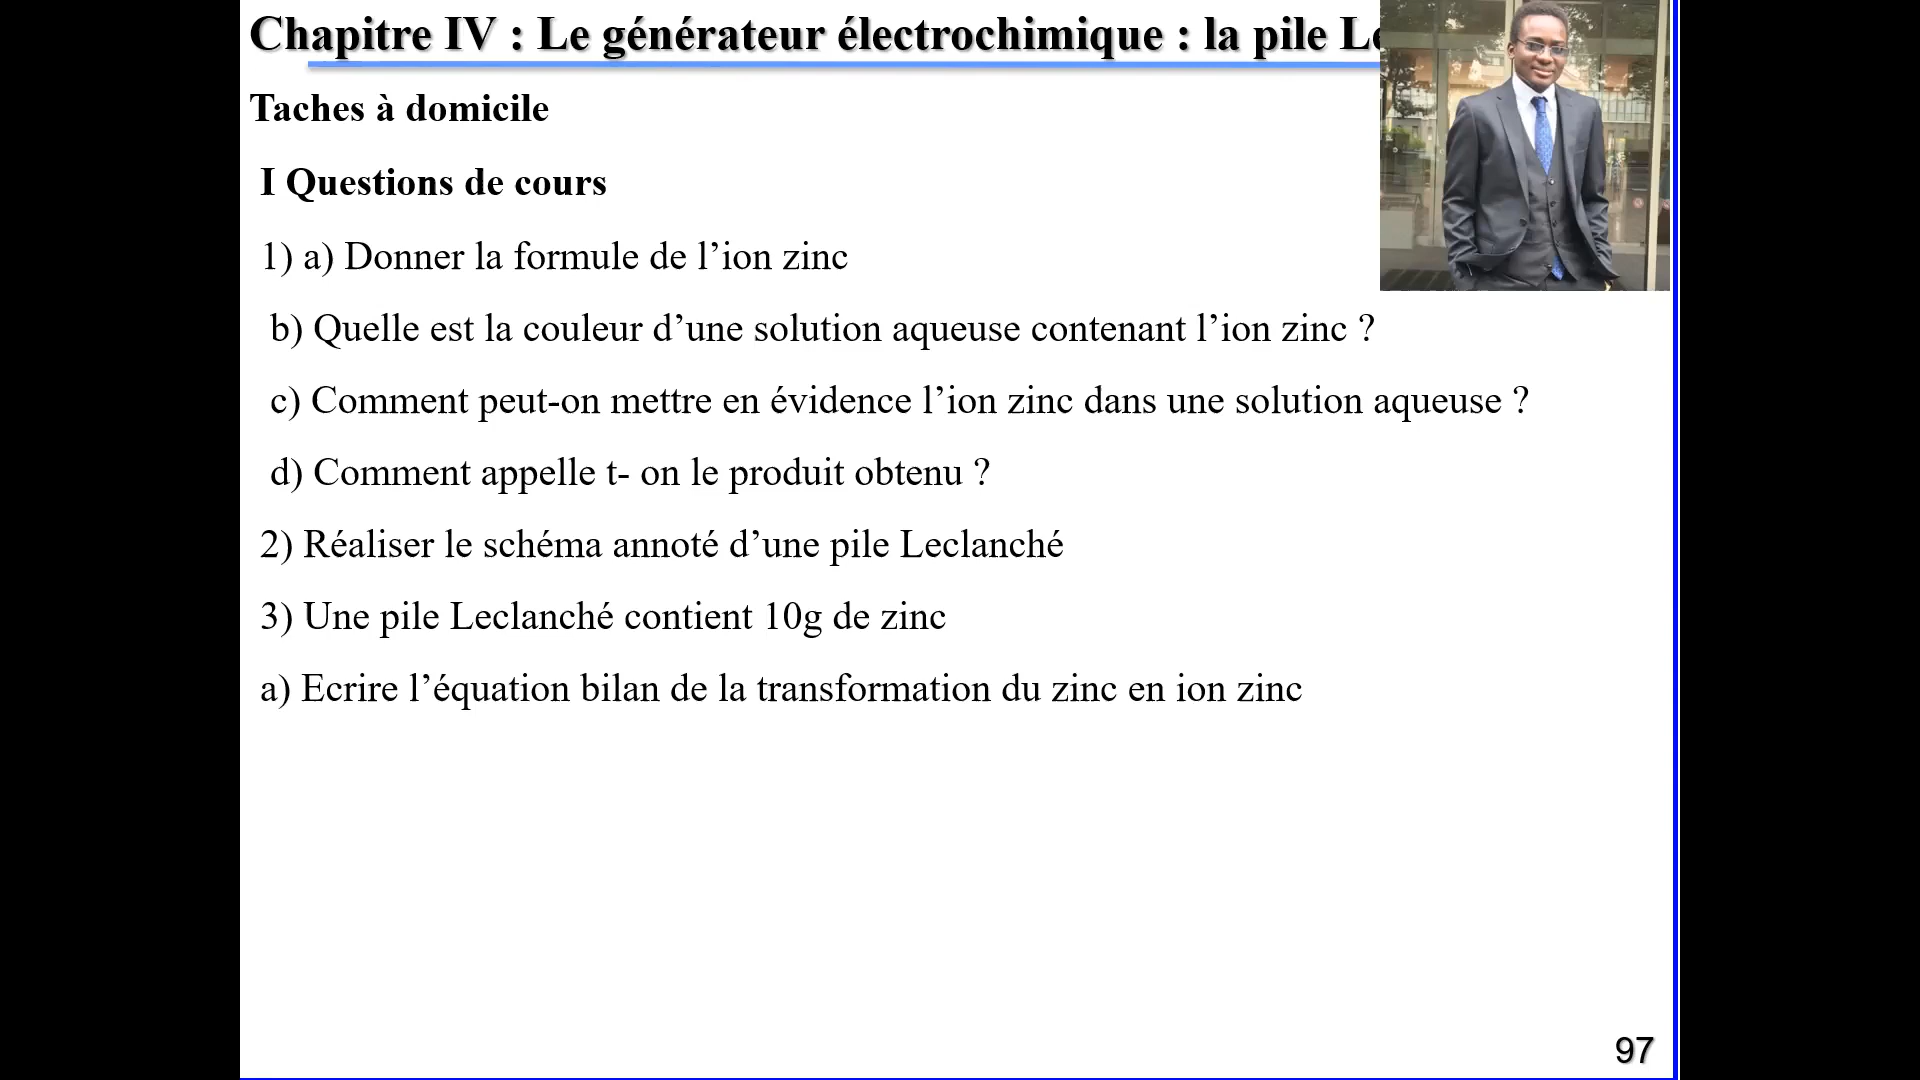 Chapitre IV : Le générateur électrochimique : la pile
Taches à domicile
I Questions de cours
1) a) Donner la formule de l’ion zinc
b) Quelle est la couleur d’une solution aqueuse contenant l’ion zinc ?
c) Comment peut-on mettre en évidence l’ion zinc dans une solution aqueuse ?
d) Comment appelle t- on le produit obtenu ?
2) Réaliser le schéma annoté d’une pile Leclanché
3) Une pile Leclanché contient 10g de zinc
a) Ecrire l’équation bilan de la transformation du zinc en ion zinc
97